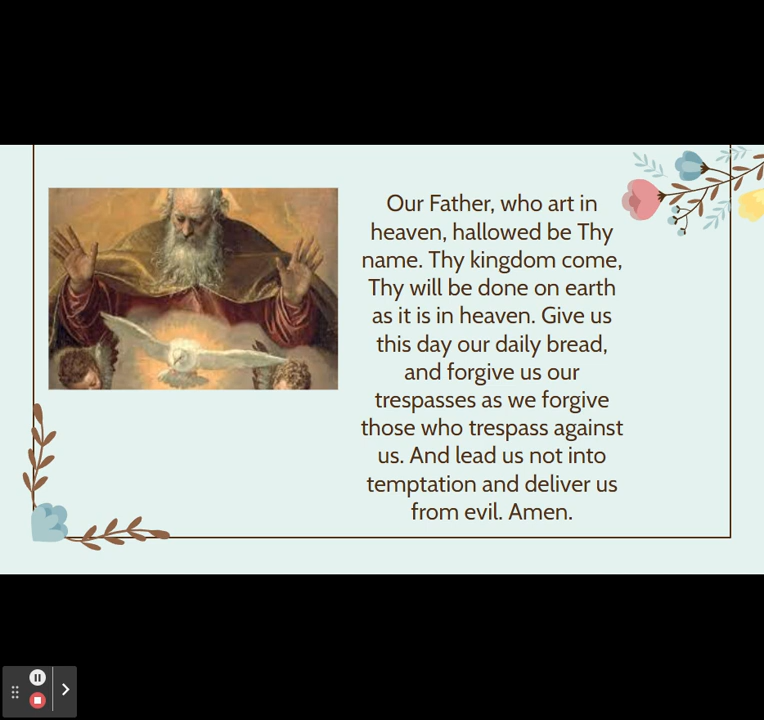 Our Father, who art in
heaven, hallowed be Thy
name. Thy kingdom come,
Thy will be done on earth
as it is in heaven. Give us
this day our daily bread,
and forgive us our
trespasses as we forgive
those who trespass against
us. And lead us not into
temptation and deliver us
from evil. Amen.